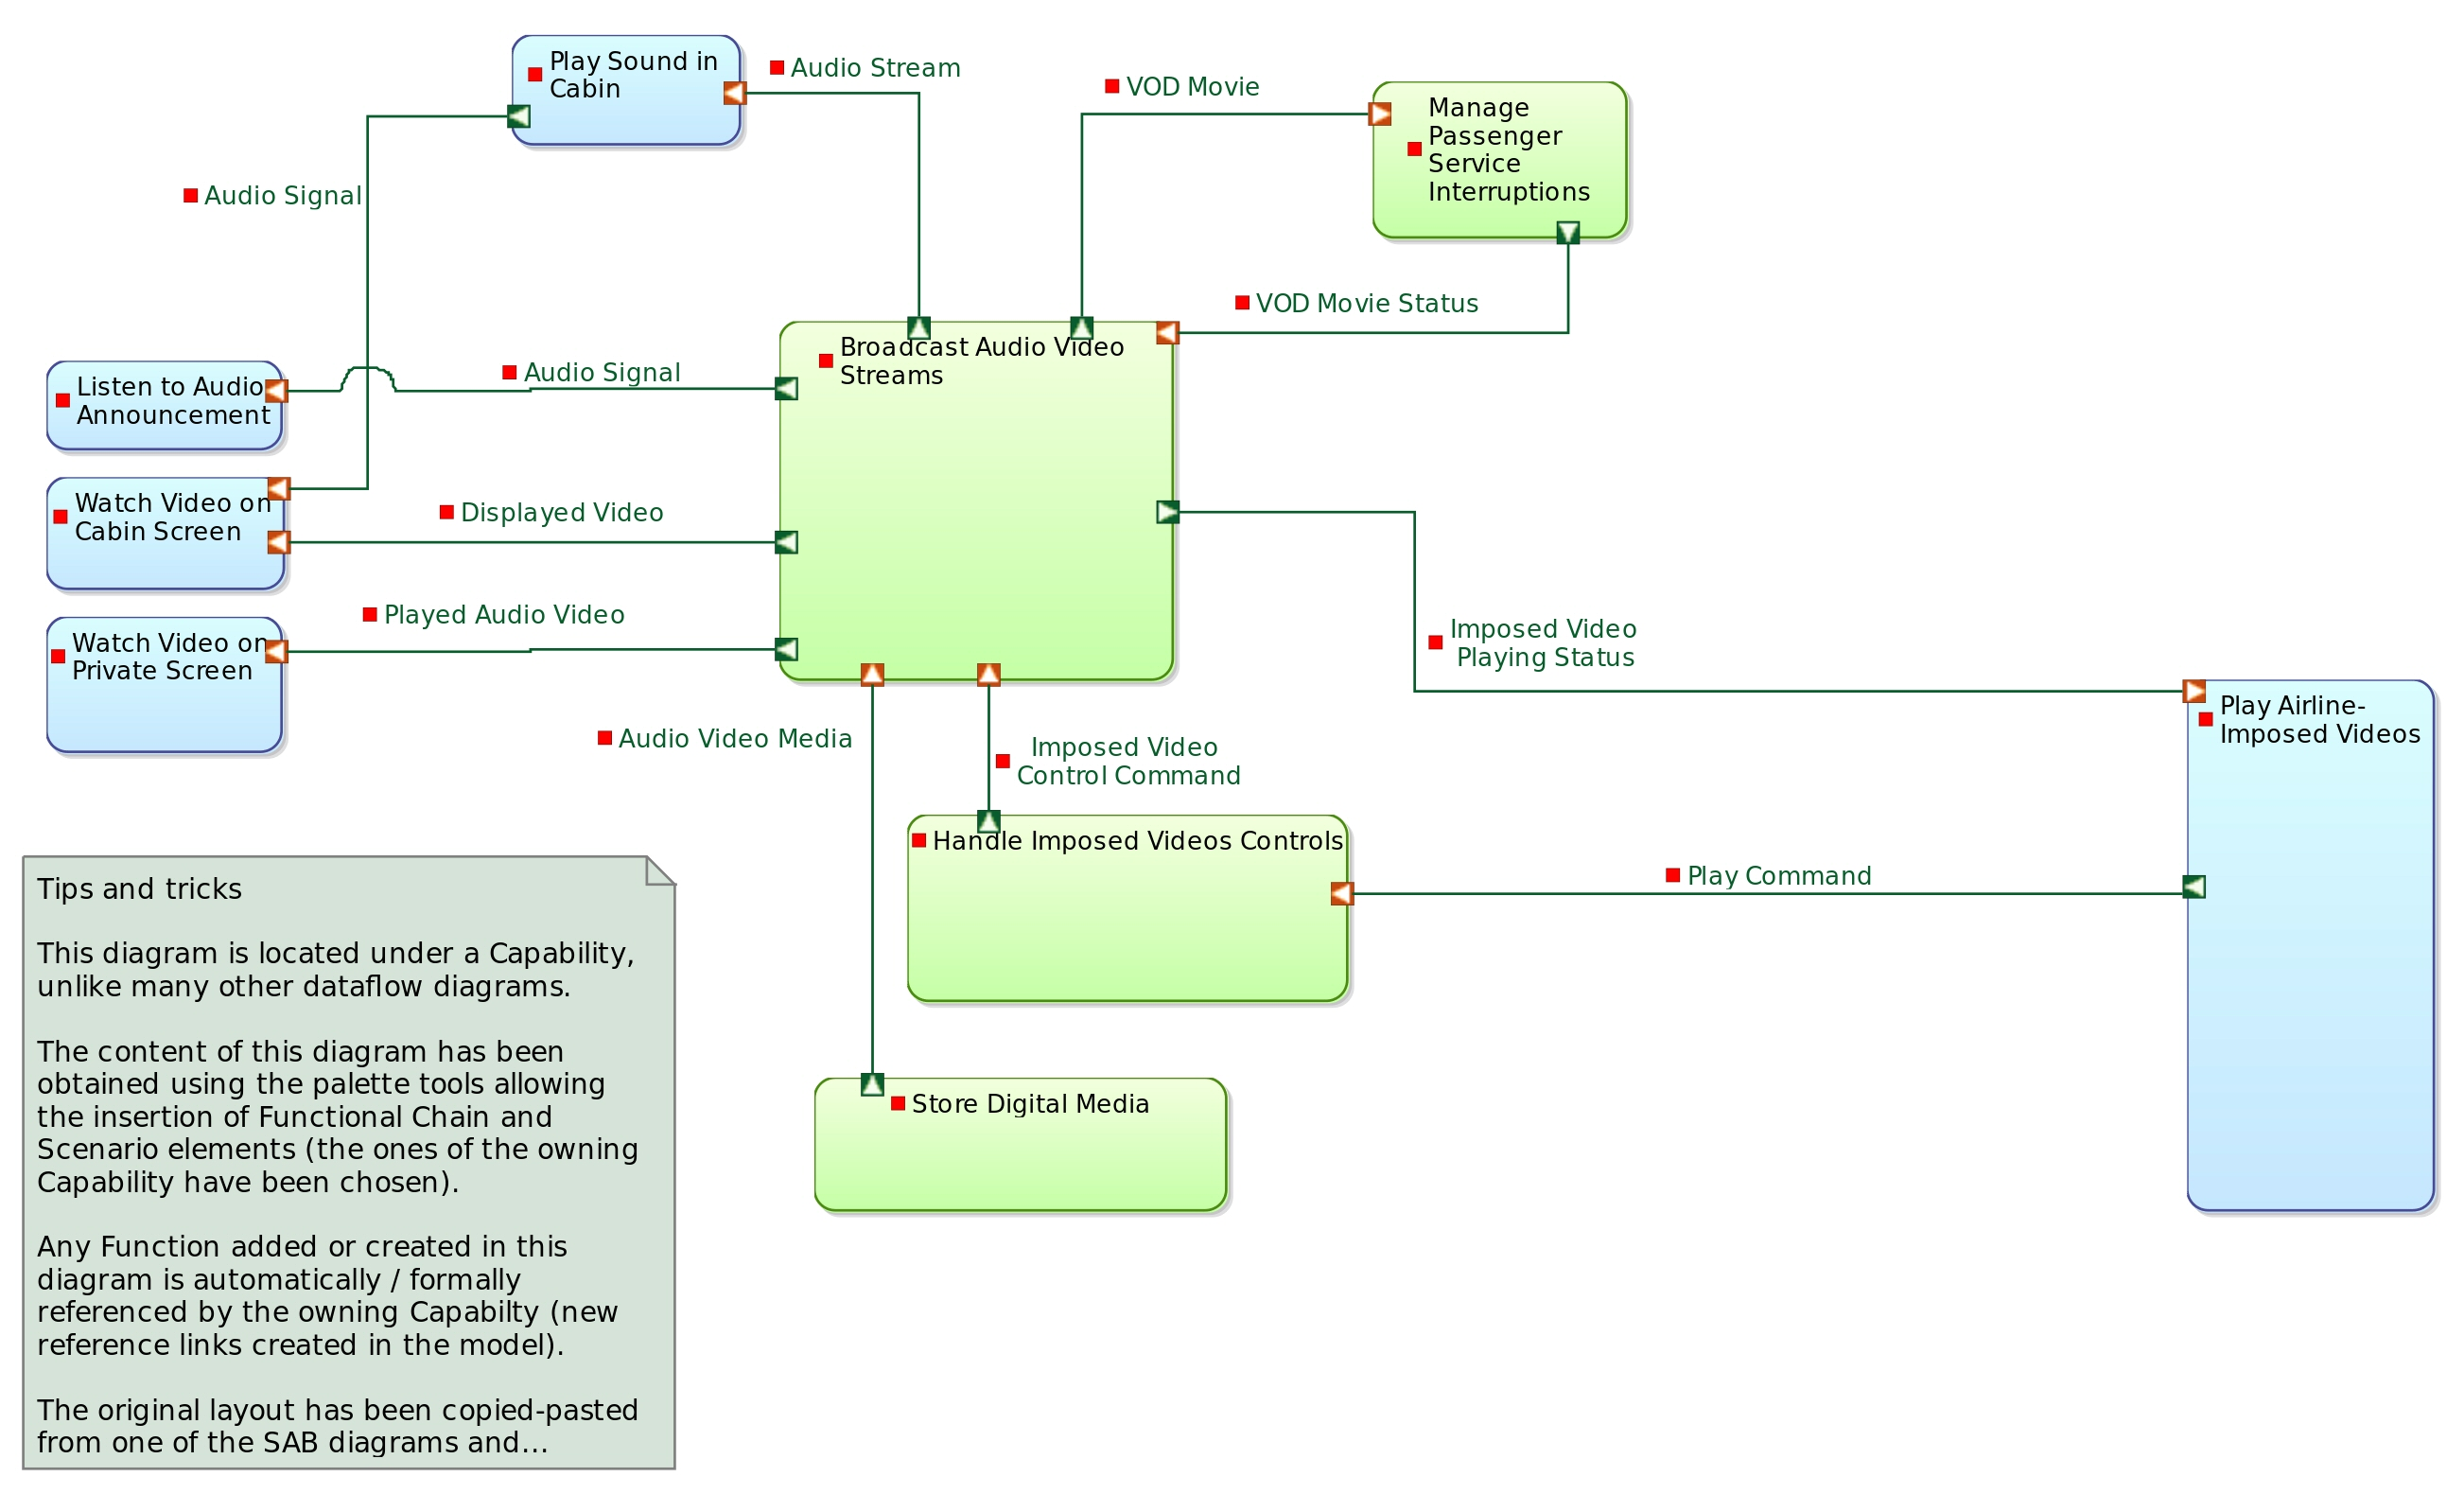 Play Sound in
Cabin
Audio Stream
VOD Movie
Manage
Passenger
Service
Interruptions
Audio Signal
VOD Movie Status
Broadcast Audio Video
Streams
Audio Signal
Listen to Audio
Announcement
Watch Video on
Cabin Screen
Displayed Video
Played Audio Video
Watch Video on
Private Screen
Imposed Video
Playing Status
Play Airline-
Imposed Videos
Audio Video Media
Imposed Video
Control Command
Handle Imposed Videos Controls
Play Command
Store Digital Media
Tips and tricks
This diagram is located under a Capability,
unlike many other dataflow diagrams.
The content of this diagram has been
obtained using the palette tools allowing
the insertion of Functional Chain and
Scenario elements (the ones of the owning
Capability have been chosen).
Any Function added or created in this
diagram is automatically / formally
referenced by the owning Capabilty (new
reference links created in the model).
The original layout has been copied-pasted
from one of the SAB diagrams and...